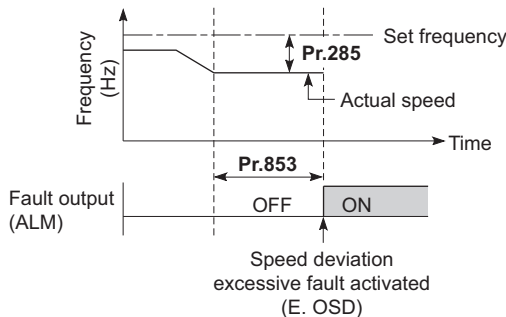 Frequency
(Hz)
Set frequency
Pr.285
Actual speed
Time
Pr.853
Fault output
(ALM)
OFF
ON
Speed deviation
excessive fault activated
(E. OSD)